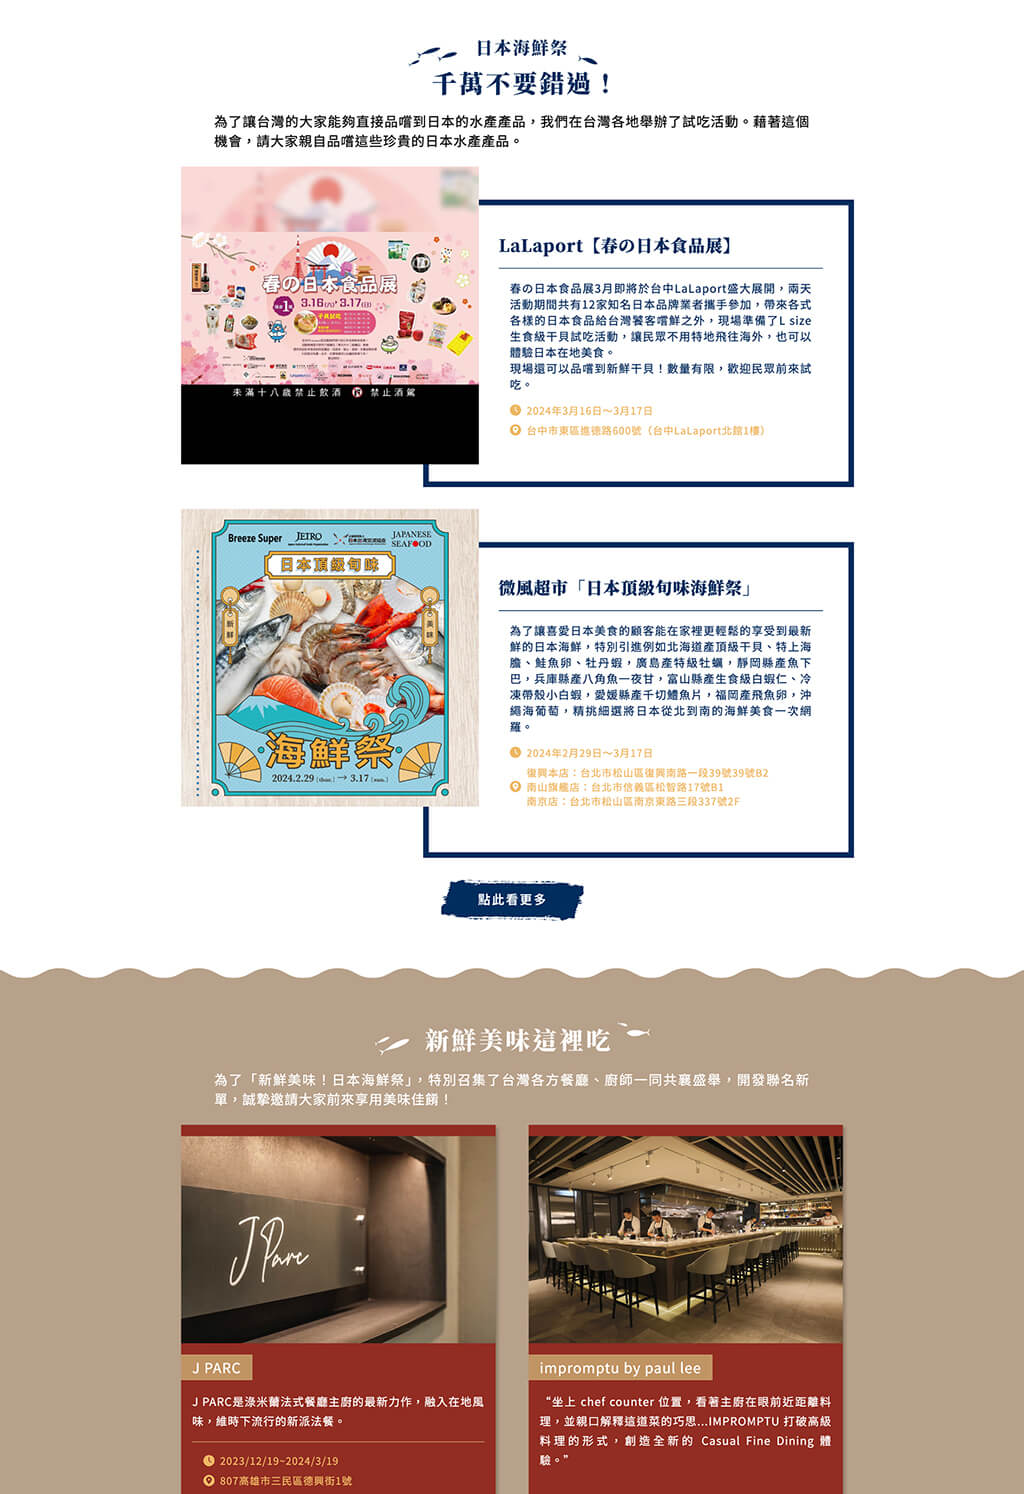 日本海鮮祭
千萬不要錯過！
為了讓台灣的大家能夠直接品嚐到日本的水產產品，我們在台灣各地舉辦了試吃活動。藉著這個
機會，請大家親自品嚐這些珍貴的日本水產產品。
春の日本食品展
3.16(六)
3.17(日)
干貝試吃
未滿十八歲禁止飲酒
禁止酒駕
LaLaport【春の日本食品展】
春の日本食品展3月即將於台中LaLaport盛大展開，兩天
活動期間共有12家知名日本品牌業者攜手參加，帶來各式
各樣的日本食品給台灣饕客嚐鮮之外，現場準備了L size
生食級干貝試吃活動，讓民眾不用特地飛往海外，也可以
體驗日本在地美食。
現場還可以品嚐到新鮮干貝！數量有限，歡迎民眾前來試
吃。
2024年3月16日～3月17日
台中市東區進德路600號（台中LaLaport北館1樓）
Breeze Super
JETRO
日本台灣交流協会
JAPANESE
SEAFOOD
日本頂級旬味
新鮮
美味
海鮮祭
2024.2.29 [thur.] → 3.17 [sun.]
微風超市「日本頂級旬味海鮮祭」
為了讓喜愛日本美食的顧客能在家裡更輕鬆的享受到最新
鮮的日本海鮮，特別引進例如北海道產頂級干貝、特上海
膽、鮭魚卵、牡丹蝦，廣島產特級牡蠣，靜岡縣產魚下
巴，兵庫縣產八角魚一夜甘，富山縣產生食級白蝦仁、冷
凍帶殼小白蝦，愛媛縣產千切鱧魚片，福岡產飛魚卵，沖
繩海葡萄，精挑細選將日本從北到南的海鮮美食一次網
羅。
2024年2月29日～3月17日
復興本店：台北市松山區復興南路一段39號39號B2
南山旗艦店：台北市信義區松智路17號B1
南京店：台北市松山區南京東路三段337號2F
點此看更多
新鮮美味這裡吃
為了「新鮮美味！日本海鮮祭」，特別召集了台灣各方餐廳、廚師一同共襄盛舉，開發聯名新
單，誠摯邀請大家前來享用美味佳餚！
J Parc
J PARC
J PARC是淥米蘭法式餐廳主廚的最新力作，融入在地風
味，維時下流行的新派法餐。
2023/12/19~2024/3/19
807高雄市三民區德興街1號
impromptu by paul lee
“坐上 chef counter 位置，看著主廚在眼前近距離料
理，並親口解釋這道菜的巧思...IMPROMPTU 打破高級
料理的形式，創造全新的 Casual Fine Dining 體
驗。”